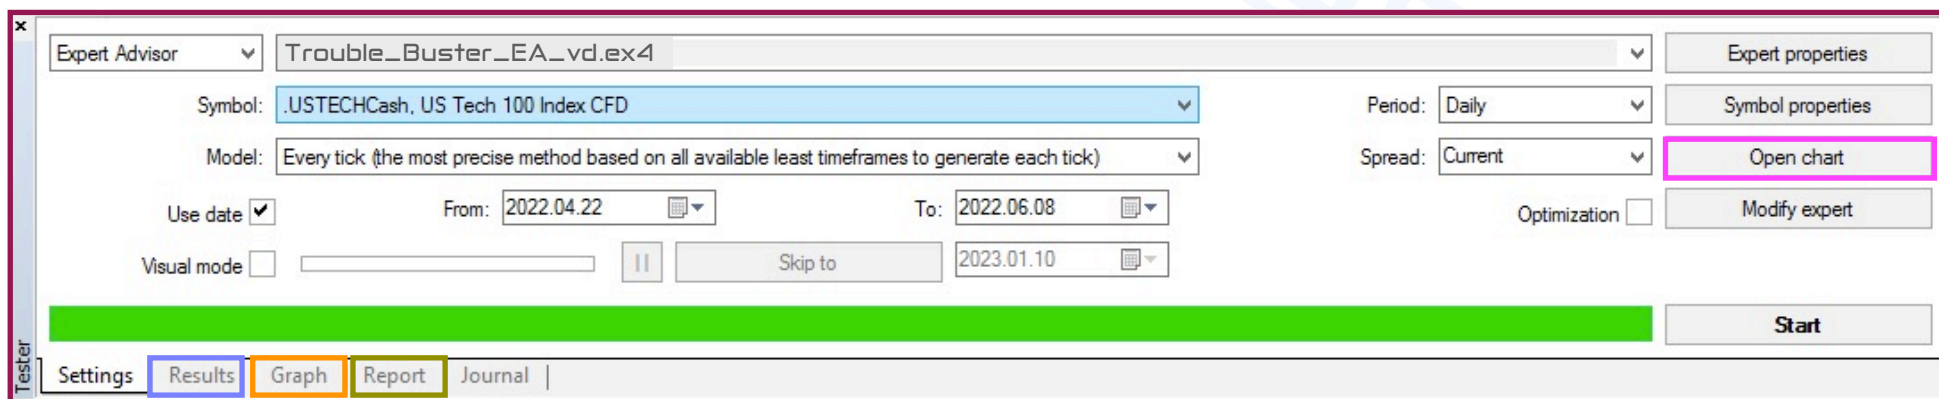 Expert Advisor Trouble_Buster_EA_vd.ex4 Expert properties
Symbol: .USTECHCash, US Tech 100 Index CFD Period: Daily Symbol properties
Model: Every tick (the most precise method based on all available least timeframes to generate each tick) Spread: Current Open chart
Use date From: 2022.04.22 To: 2022.06.08 Optimization Modify expert
Visual mode Skip to 2023.01.10
Start
Tester
Settings Results Graph Report Journal